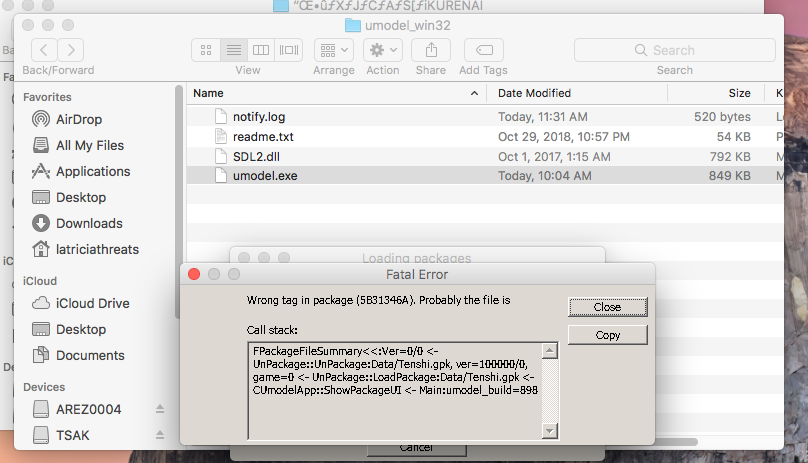 “Œ•ûƒXƒJƒCƒAƒS[ƒiKURENAI
umodel_win32
Back/Forward
View
Arrange
Action
Share
Add Tags
Search
Search
Name
Date Modified
Size
K
Favorites
AirDrop
All My Files
Applications
Desktop
Downloads
latriciathreats
iCloud
iCloud Drive
Desktop
Documents
Devices
AREZ0004
TSAK
notify.log Today, 11:31 AM 520 bytes
readme.txt Oct 29, 2018, 10:57 PM 54 KB
SDL2.dll Oct 1, 2017, 1:15 AM 792 KB
umodel.exe Today, 10:04 AM 849 KB
Loading packages
Fatal Error
Wrong tag in package (5B31346A). Probably the file is
Close
Copy
Call stack:
FPackageFileSummary<<:Ver=0/0 <-
UnPackage::UnPackage:Data/Tenshi.gpk, ver=100000/0,
game=0 <- UnPackage::LoadPackage:Data/Tenshi.gpk <-
CUmodelApp::ShowPackageUI <- Main:umodel_build=898
Cancel